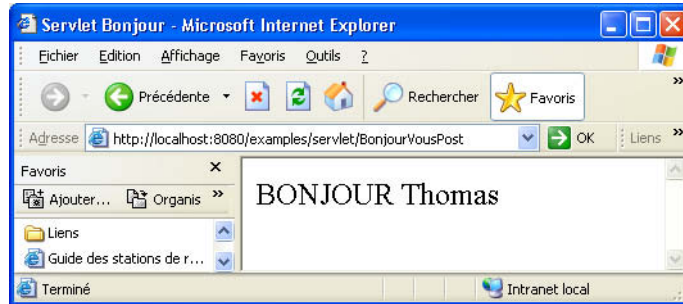 Servlet Bonjour - Microsoft Internet Explorer
Fichier Edition Affichage Favoris Outils ?
Précédente Rechercher Favoris »
Adresse http://localhost:8080/examples/servlet/BonjourVousPost OK Liens »
Favoris ×
Ajouter... Organis »
Liens
Guide des stations de r...
BONJOUR Thomas
Terminé Intranet local